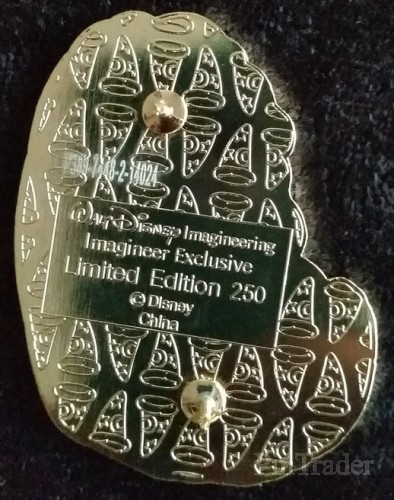 WALT DISNEY Imagineering
Imagineer Exclusive
Limited Edition 250
© Disney
China
PinTrader